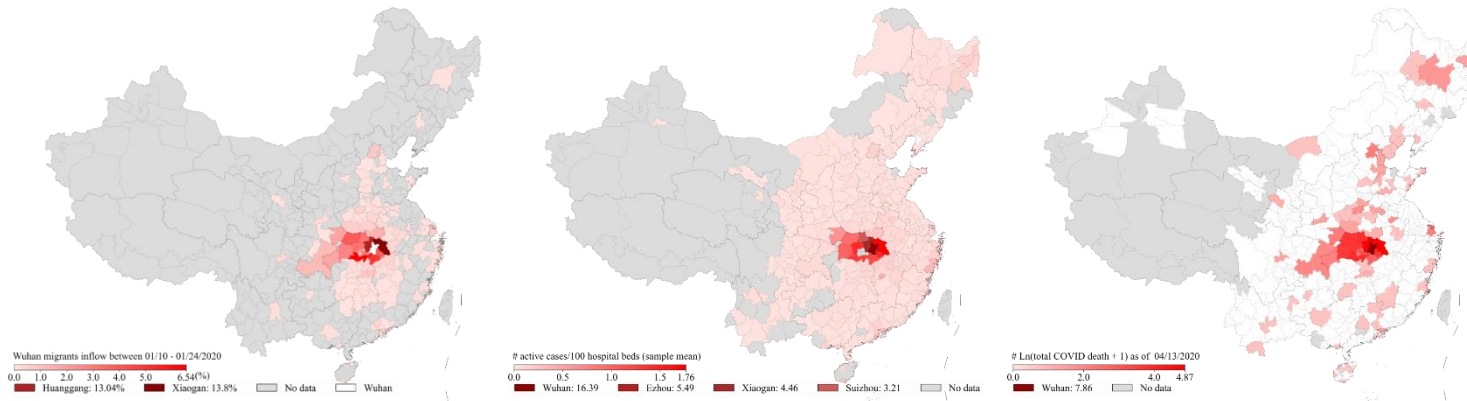 Wuhan migrants inflow between 01/10 - 01/24/2020
0.0 1.0 2.0 3.0 4.0 5.0 6.54(%)
Huanggang: 13.04% Xiaogan: 13.8% No data Wuhan
# active cases/100 hospital beds (sample mean)
0.0 0.5 1.0 1.5 1.76
Wuhan: 16.39 Ezhou: 5.49 Xiaogan: 4.46 Suizhou: 3.21 No data
# Ln(total COVID death + 1) as of 04/13/2020
0.0 2.0 4.0 4.87
Wuhan: 7.86 No data